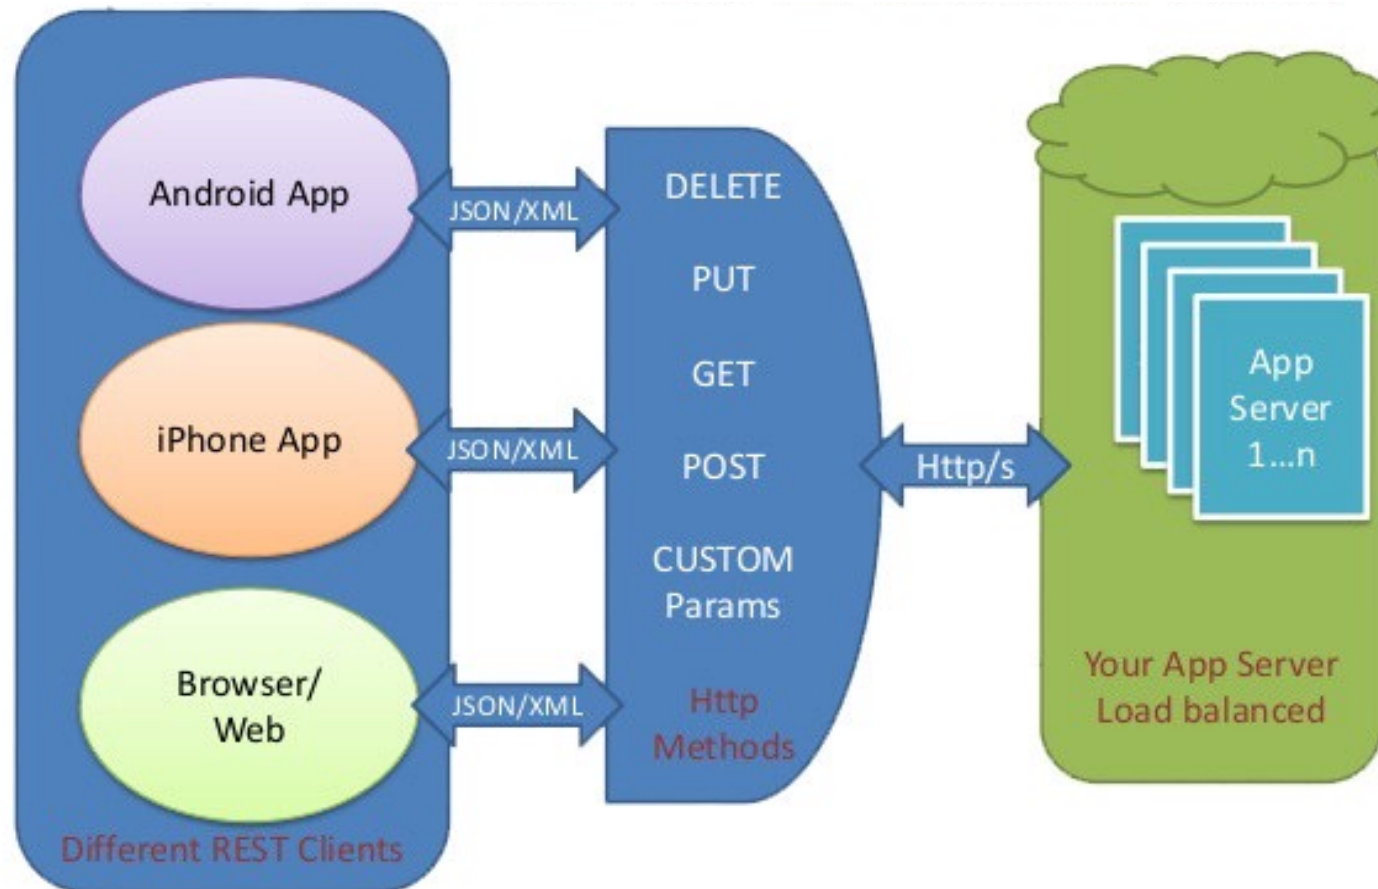 Android App
iPhone App
Browser/
Web
Different REST Clients
JSON/XML
JSON/XML
JSON/XML
DELETE
PUT
GET
POST
CUSTOM
Params
Http
Methods
Http/s
App
Server
1...n
Your App Server
Load balanced